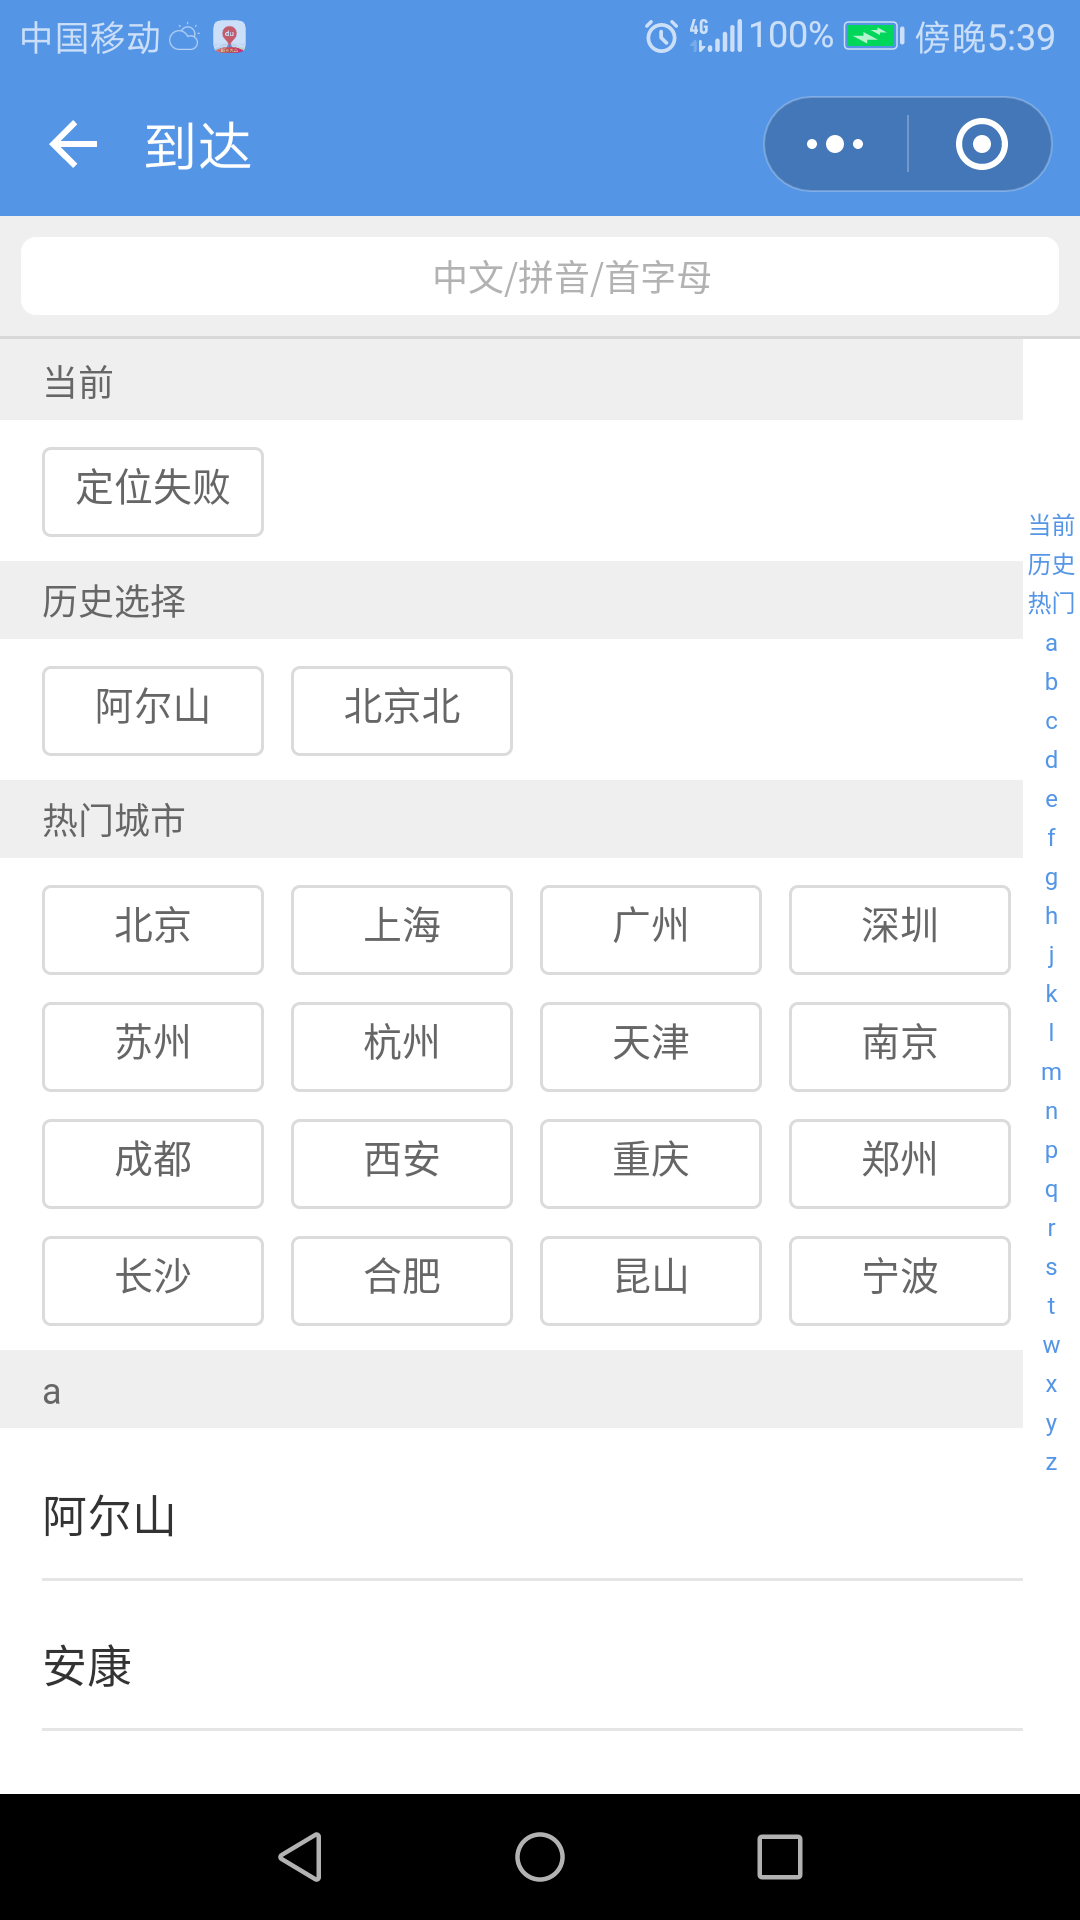 中国移动 4G 100% 傍晚5:39
到达
中文/拼音/首字母
当前
定位失败
历史选择
阿尔山 北京北
热门城市
北京 上海 广州 深圳
苏州 杭州 天津 南京
成都 西安 重庆 郑州
长沙 合肥 昆山 宁波
a
阿尔山
安康
当前
历史
热门
a
b
c
d
e
f
g
h
j
k
l
m
n
p
q
r
s
t
w
x
y
z